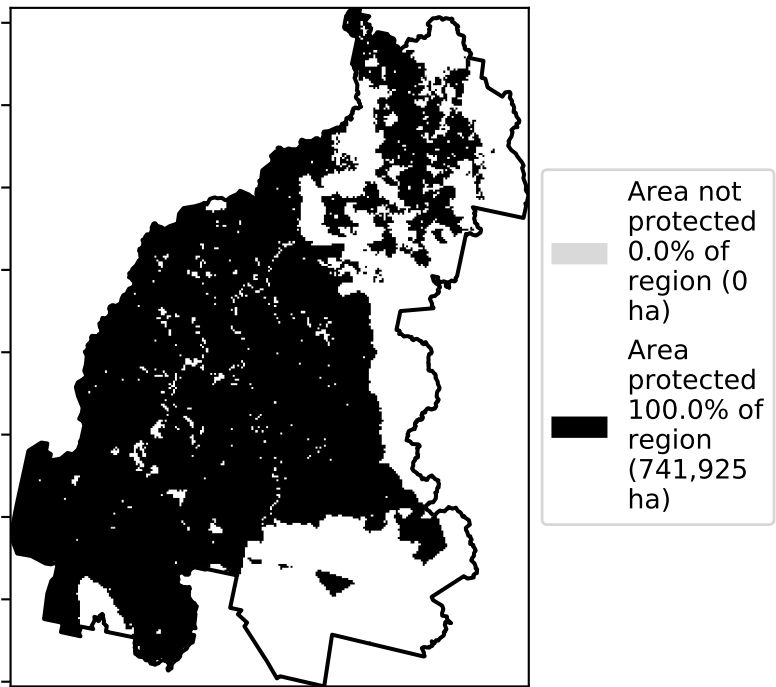 Area not
protected
0.0% of
region (0
ha)
Area
protected
100.0% of
region
(741,925
ha)